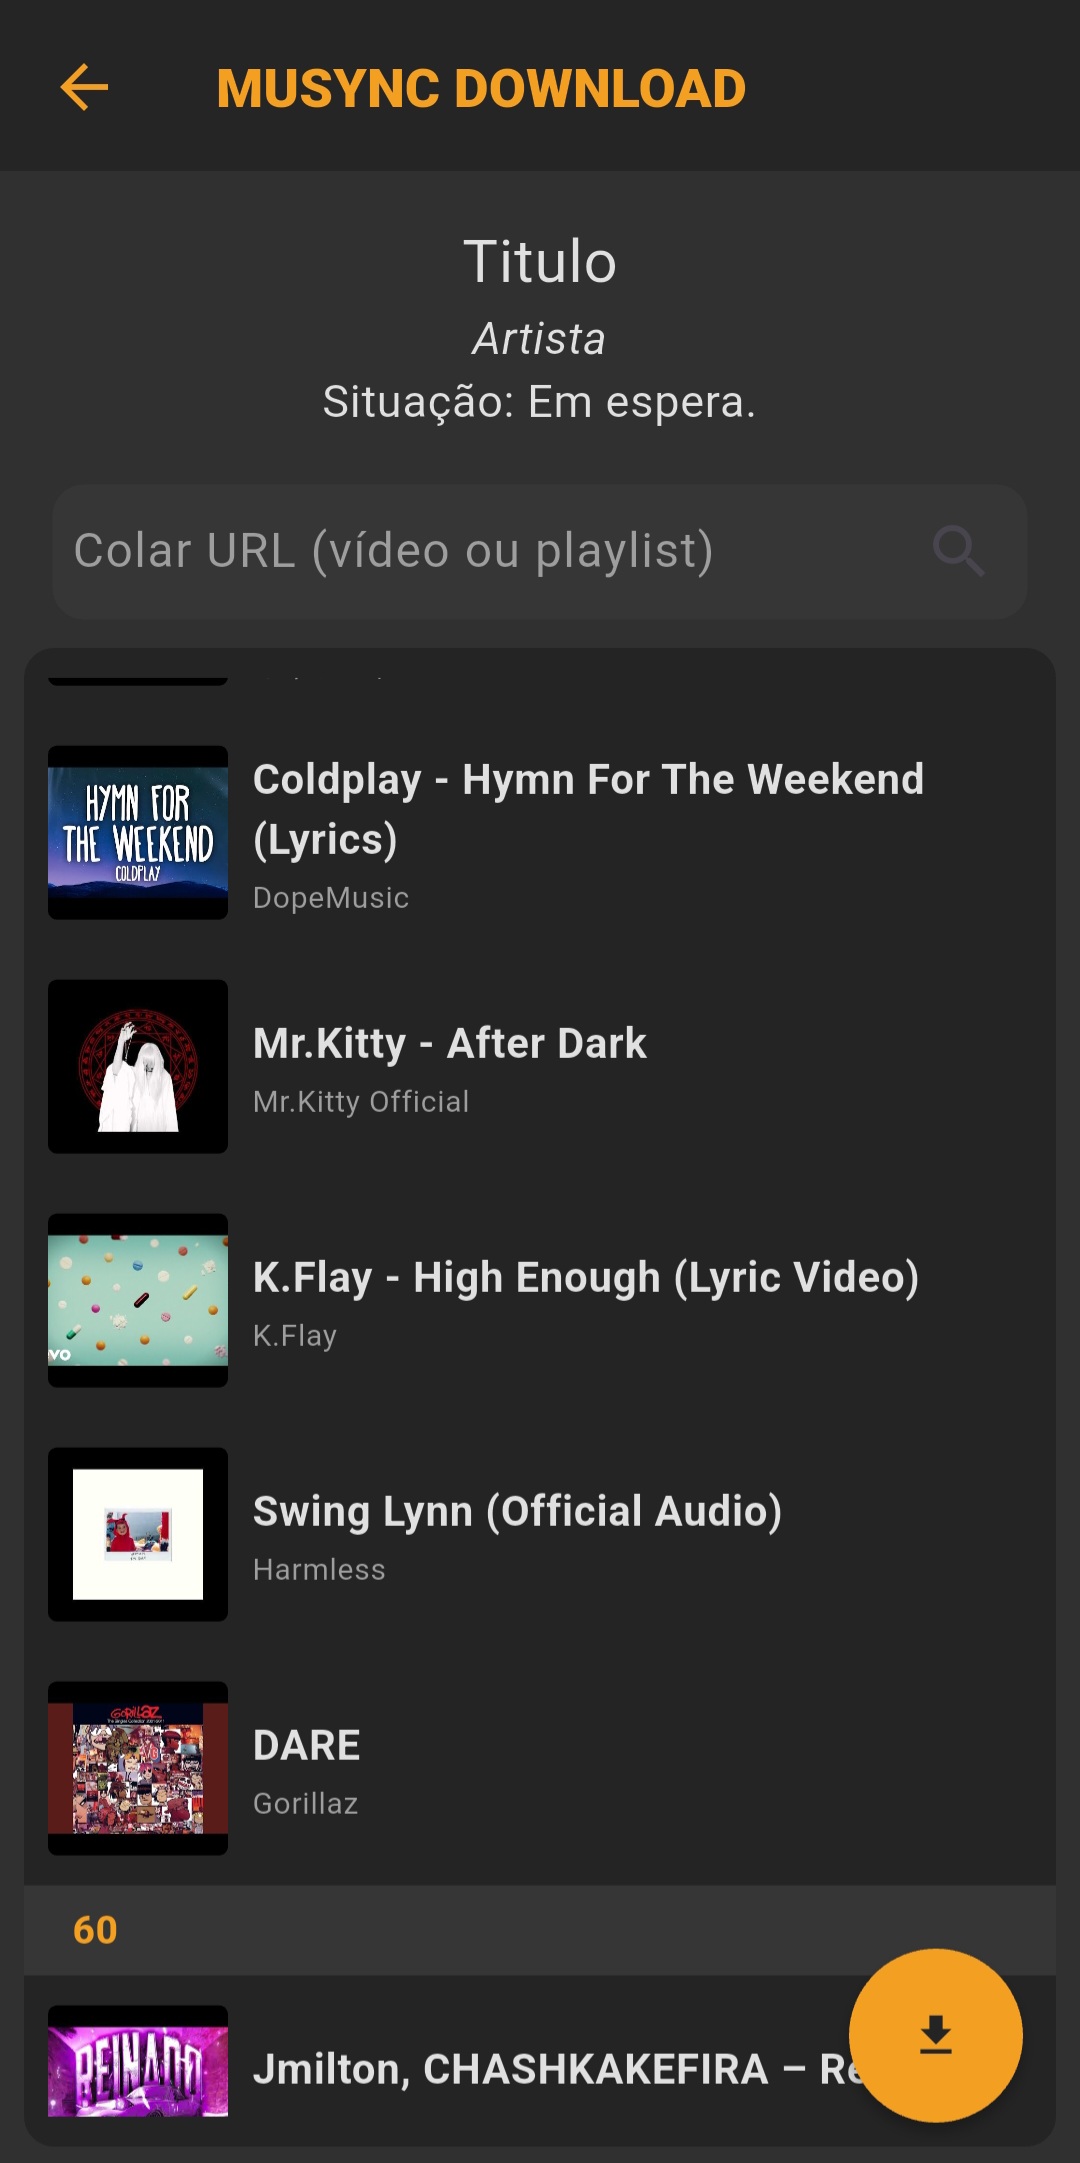 MUSYNC DOWNLOAD
Titulo
Artista
Situação: Em espera.
Colar URL (vídeo ou playlist)
HYMN FOR
THE WEEKEND
COLDPLAY
Coldplay - Hymn For The Weekend
(Lyrics)
DopeMusic
Mr.Kitty - After Dark
Mr.Kitty Official
vo
K.Flay - High Enough (Lyric Video)
K.Flay
Swing Lynn (Official Audio)
Harmless
GORILLAZ
DARE
Gorillaz
60
REINADO
Jmilton, CHASHKAKEFIRA – Re